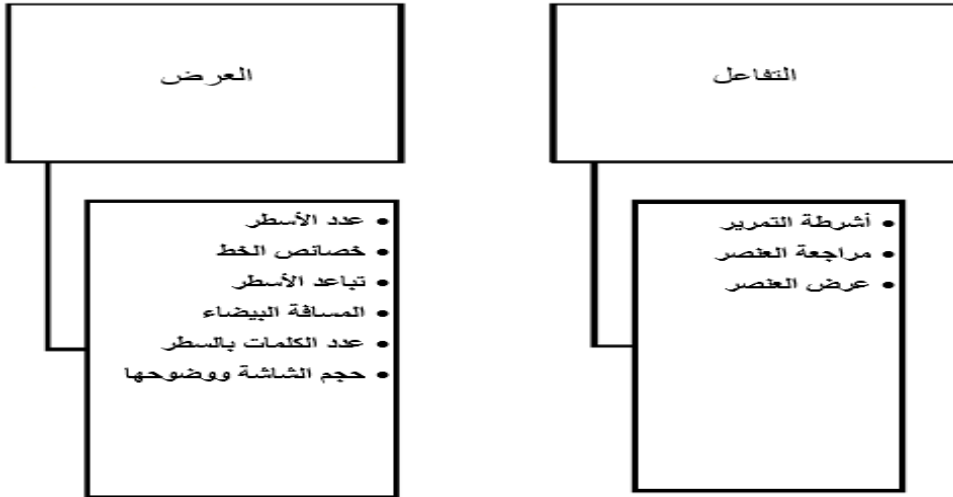 التفاعل
• أشرطة التمرير
• مراجعة العنصر
• عرض العنصر
العرض
• عدد الأسطر
• خصائص الخط
• تباعد الأسطر
• المسافة البيضاء
• عدد الكلمات بالسطر
• حجم الشاشة ووضوحها